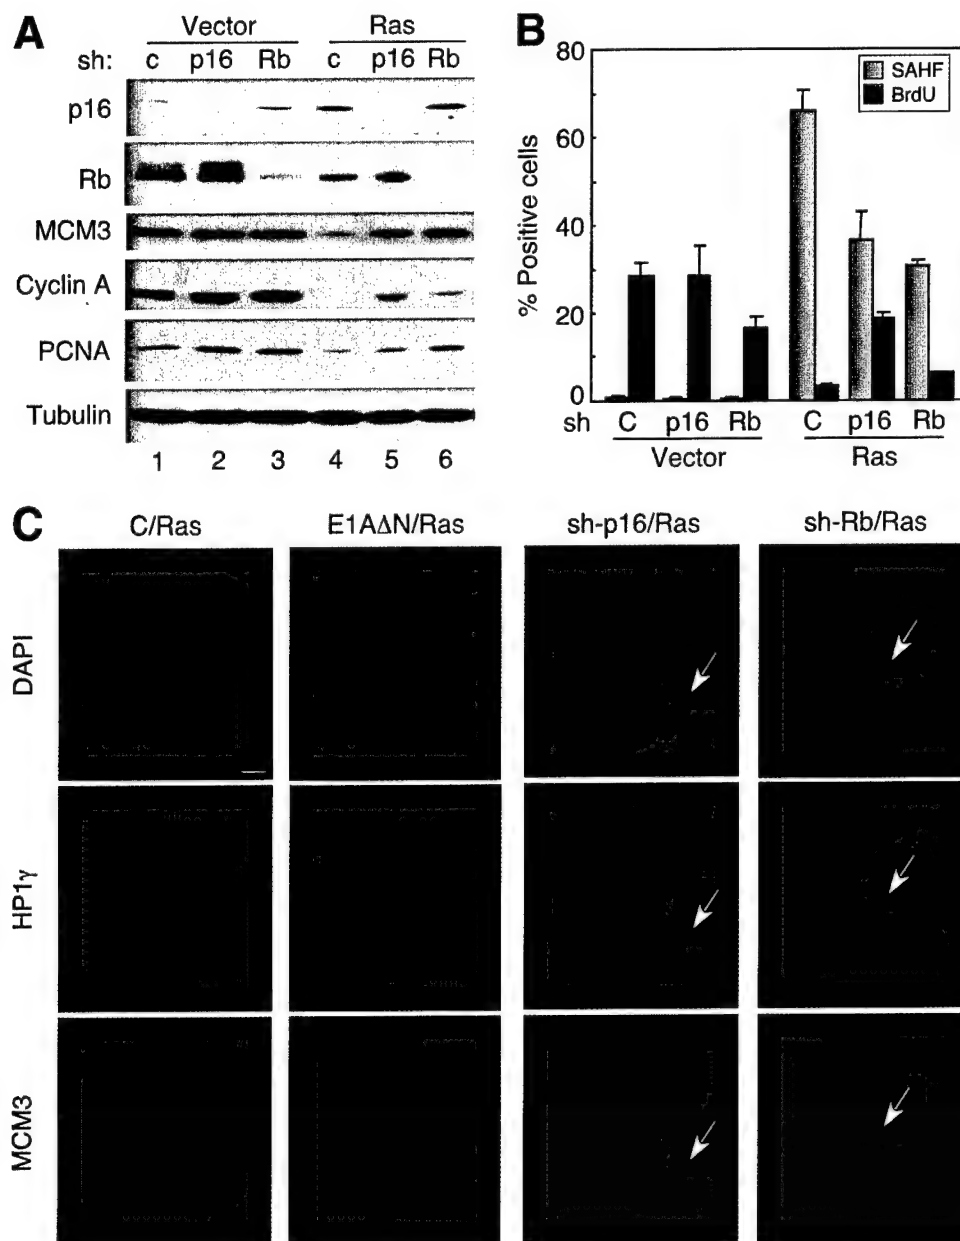 A
Vector Ras
sh: c p16 Rb c p16 Rb
p16
Rb
MCM3
Cyclin A
PCNA
Tubulin
1 2 3 4 5 6
B
80
60
40
20
0
% Positive cells
SAHF
BrdU
sh C p16 Rb C p16 Rb
Vector Ras
C
C/Ras E1AΔN/Ras sh-p16/Ras sh-Rb/Ras
DAPI
HP1γ
MCM3